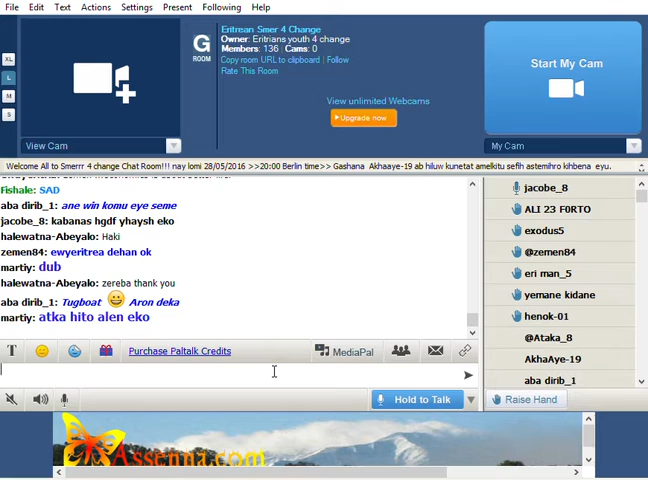 File Edit Text Actions Settings Present Following Help
XL
L
M
S
View Cam
G
ROOM
Eritrean Smer 4 Change
Owner: Eritrians youth 4 change
Members: 136 | Cams: 0
Copy room URL to clipboard | Follow
Rate This Room
View unlimited Webcams
Upgrade now
Start My Cam
My Cam
Welcome All to Smerrr 4 change Chat Room!!! nay lomi 28/05/2016 >>20:00 Berlin time>> Gashana Akhaaye-19 ab hiluw kunetat amelkitu sefih astemihro kihbena eyu.
Fishale: SAD
aba dirib_1: ane win komu eye seme
jacobe_8: kabanas hgdf yhaysh eko
halewatna-Abeyalo: Haki
zemen84: ewyeritrea dehan ok
martiy: dub
halewatna-Abeyalo: zereba thank you
aba dirib_1: Tugboat Aron deka
martiy: atka hito alen eko
jacobe_8
ALI 23 F0RTO
exodus5
@zemen84
eri man_5
yemane kidane
henok-01
@Ataka_8
AkhaAye-19
aba dirib_1
T Purchase Paltalk Credits MediaPal
Hold to Talk
Raise Hand
Assenna.com